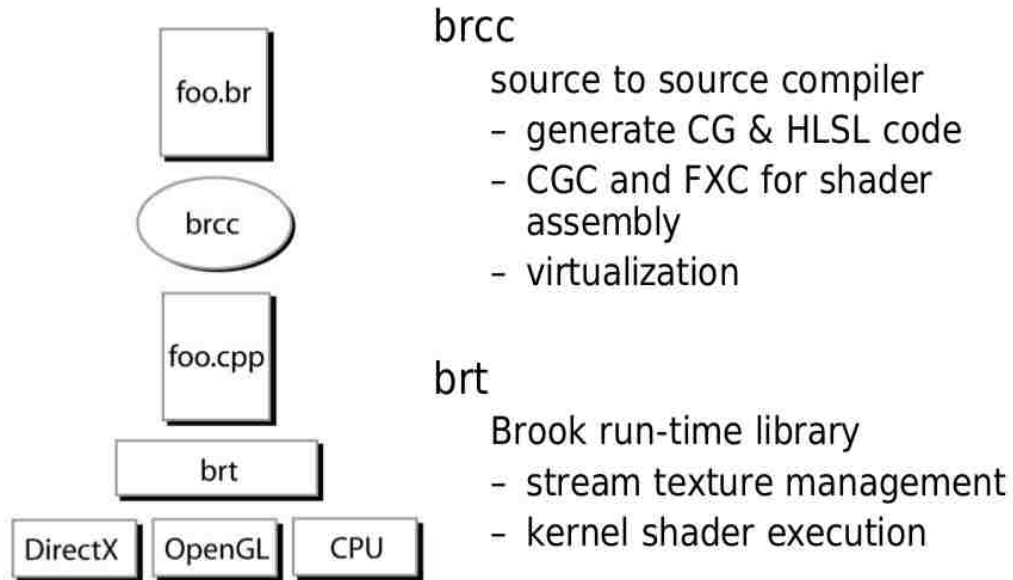 foo.br
brcc
foo.cpp
brt
DirectX
OpenGL
CPU
brcc
source to source compiler
– generate CG & HLSL code
– CGC and FXC for shader
assembly
– virtualization
brt
Brook run-time library
– stream texture management
– kernel shader execution